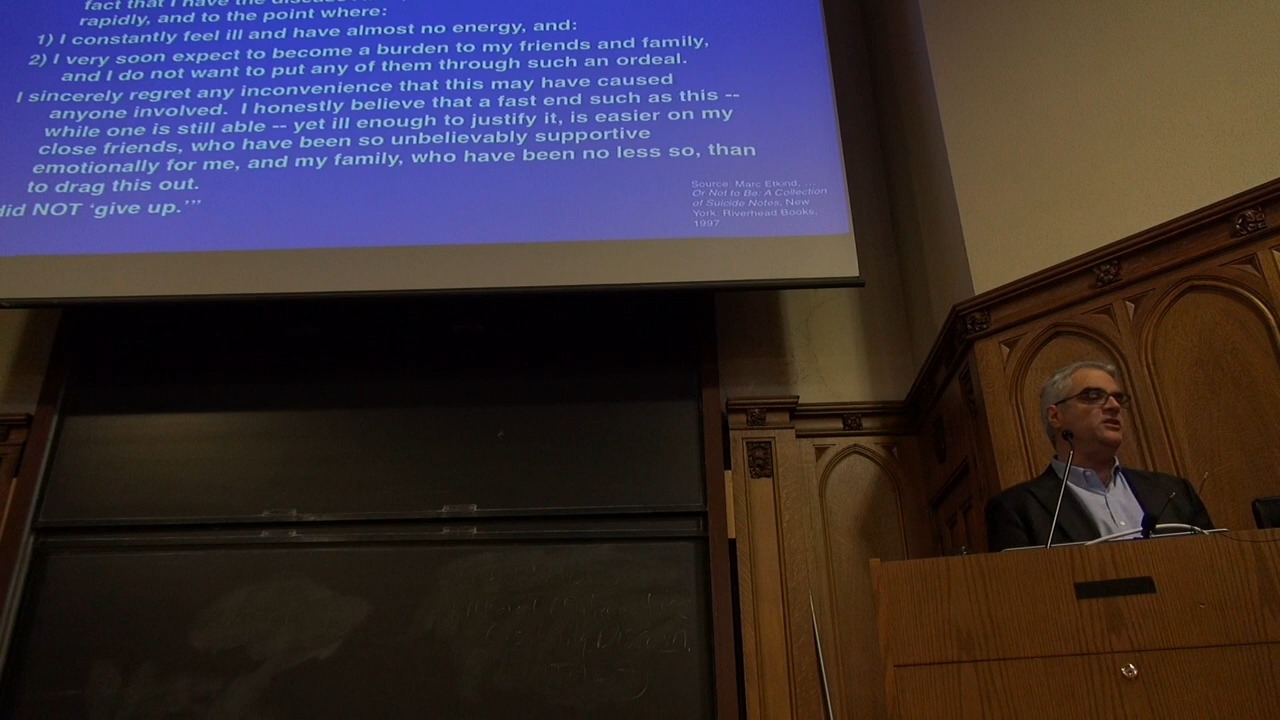 fact that I have the disease
rapidly, and to the point where:
1) I constantly feel ill and have almost no energy, and:
2) I very soon expect to become a burden to my friends and family,
and I do not want to put any of them through such an ordeal.
I sincerely regret any inconvenience that this may have caused
anyone involved. I honestly believe that a fast end such as this --
while one is still able -- yet ill enough to justify it, is easier on my
close friends, who have been so unbelievably supportive
emotionally for me, and my family, who have been no less so, than
to drag this out.
did NOT ‘give up.’”
Source: Marc Etkind, ...
Or Not to Be: A Collection
of Suicide Notes, New
York: Riverhead Books,
1997